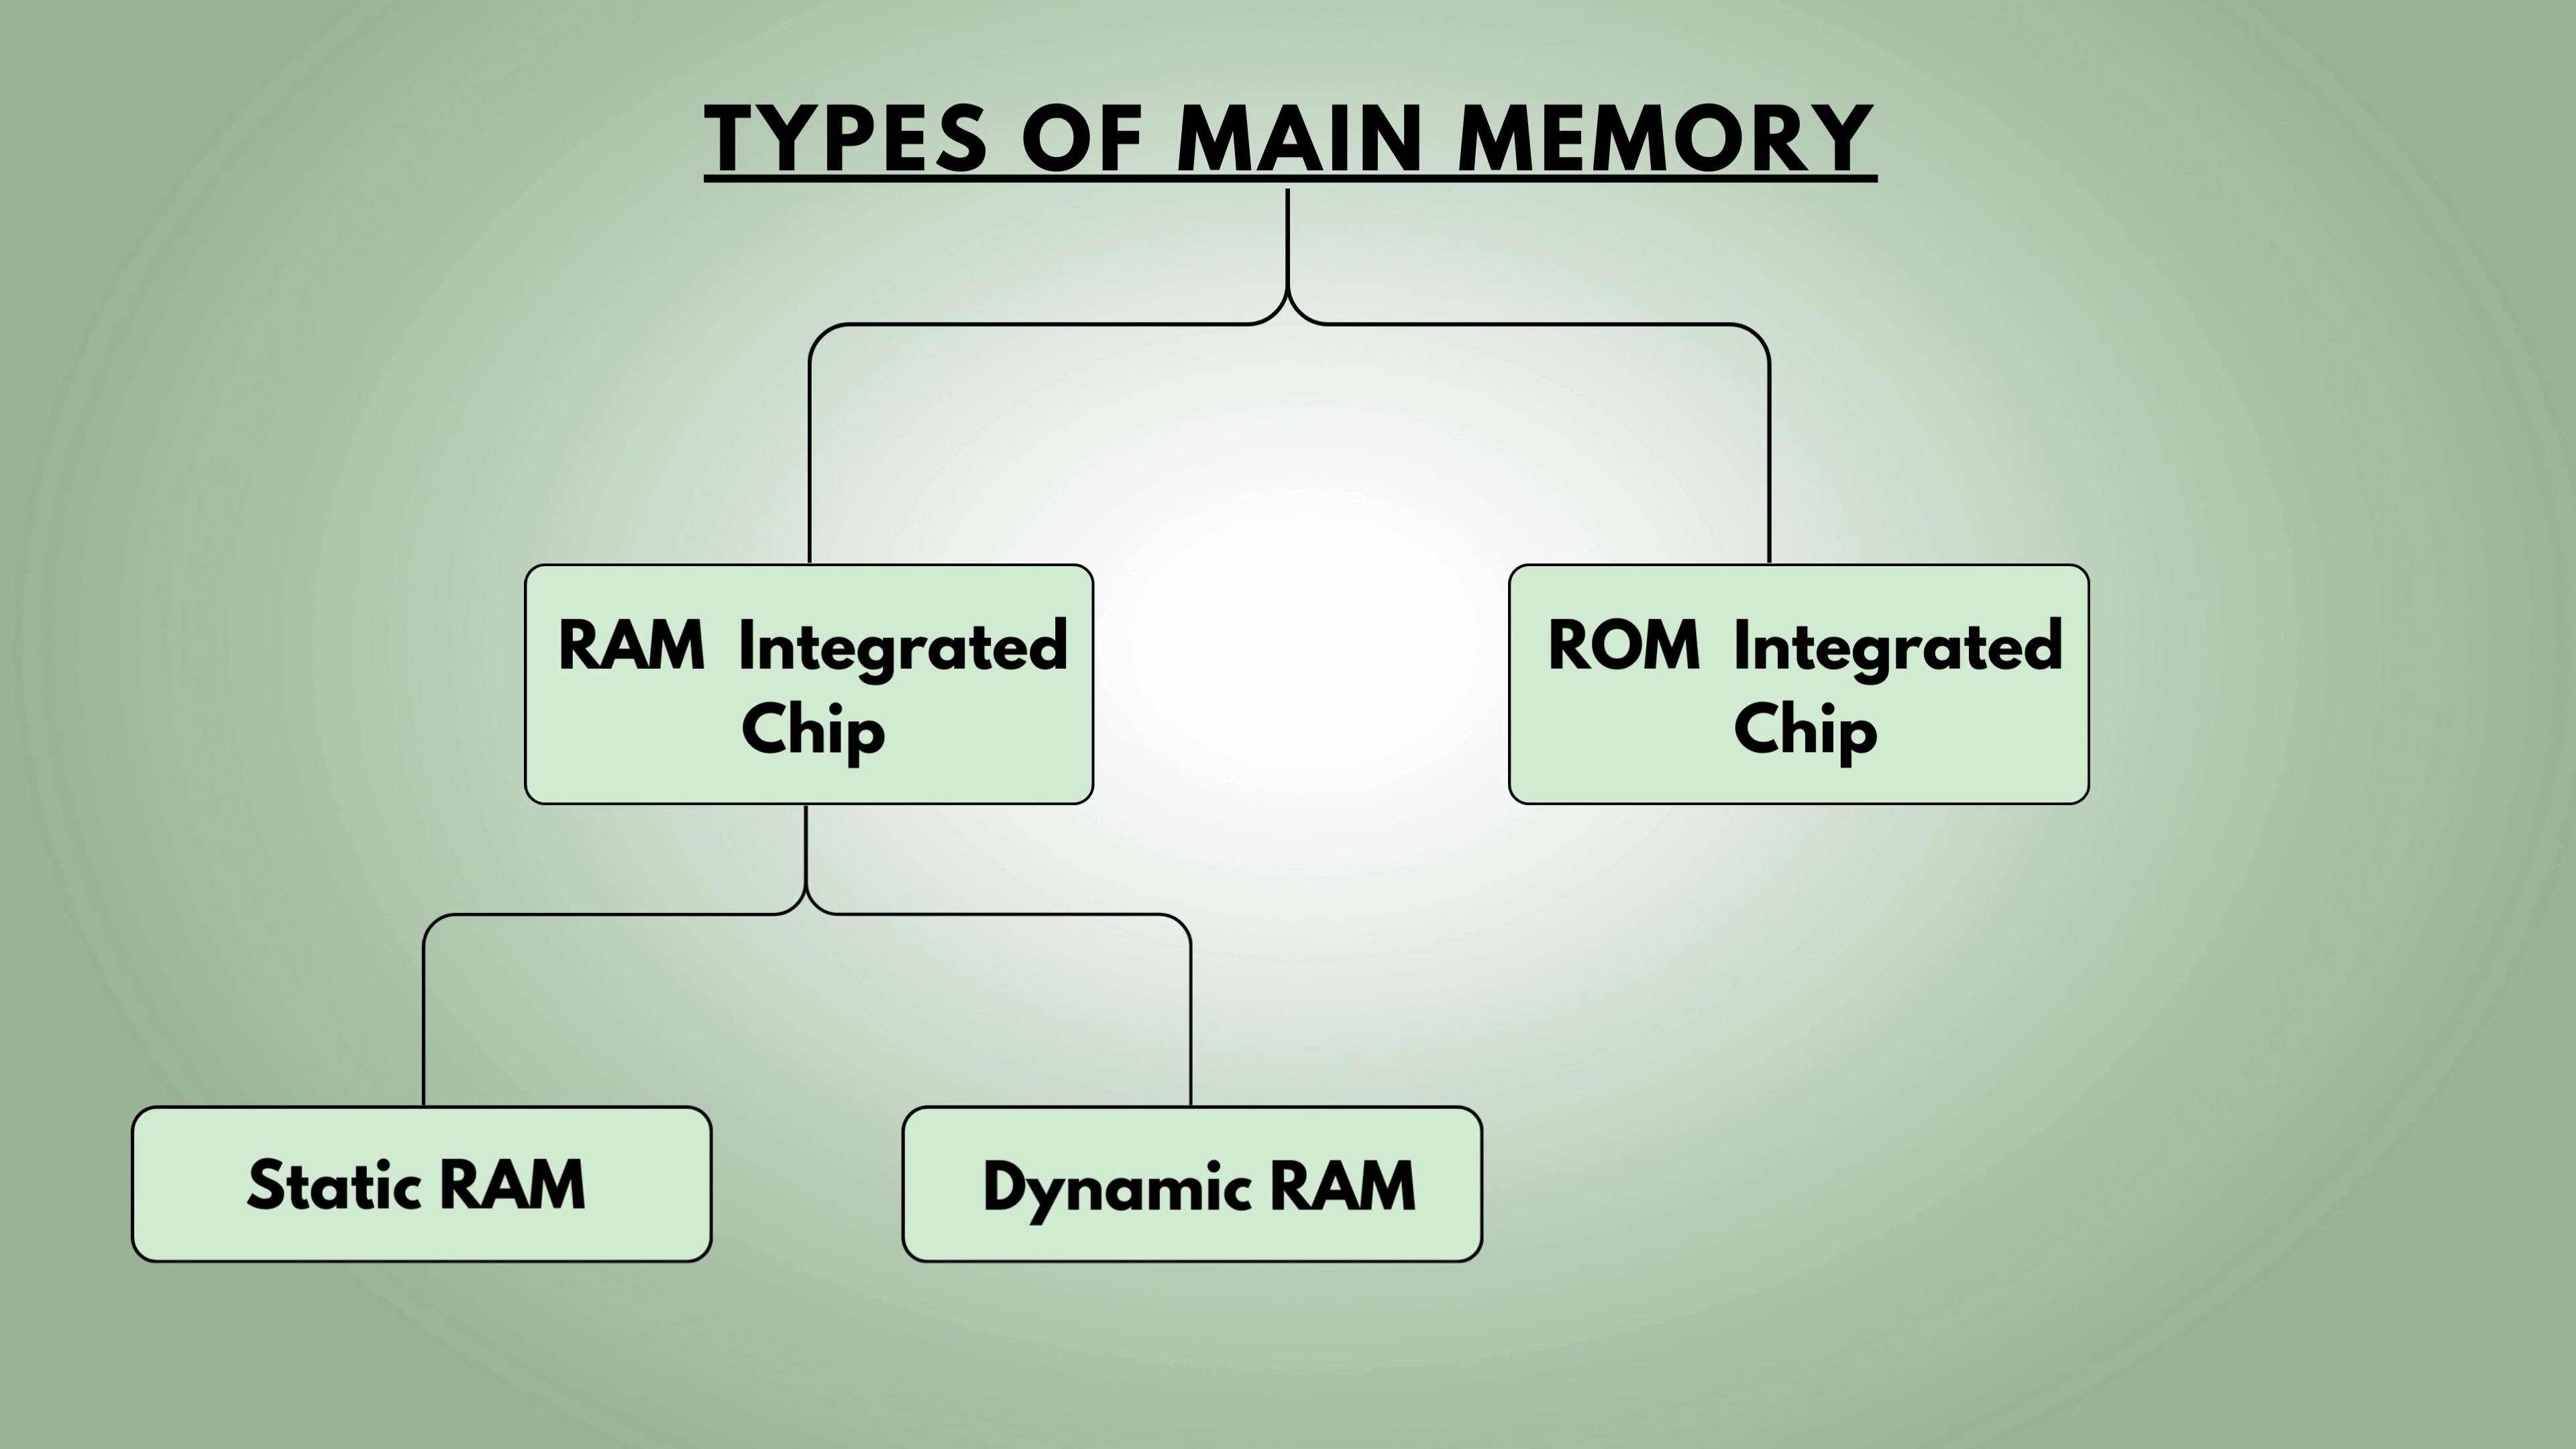 TYPES OF MAIN MEMORY
RAM Integrated
Chip
ROM Integrated
Chip
Static RAM
Dynamic RAM